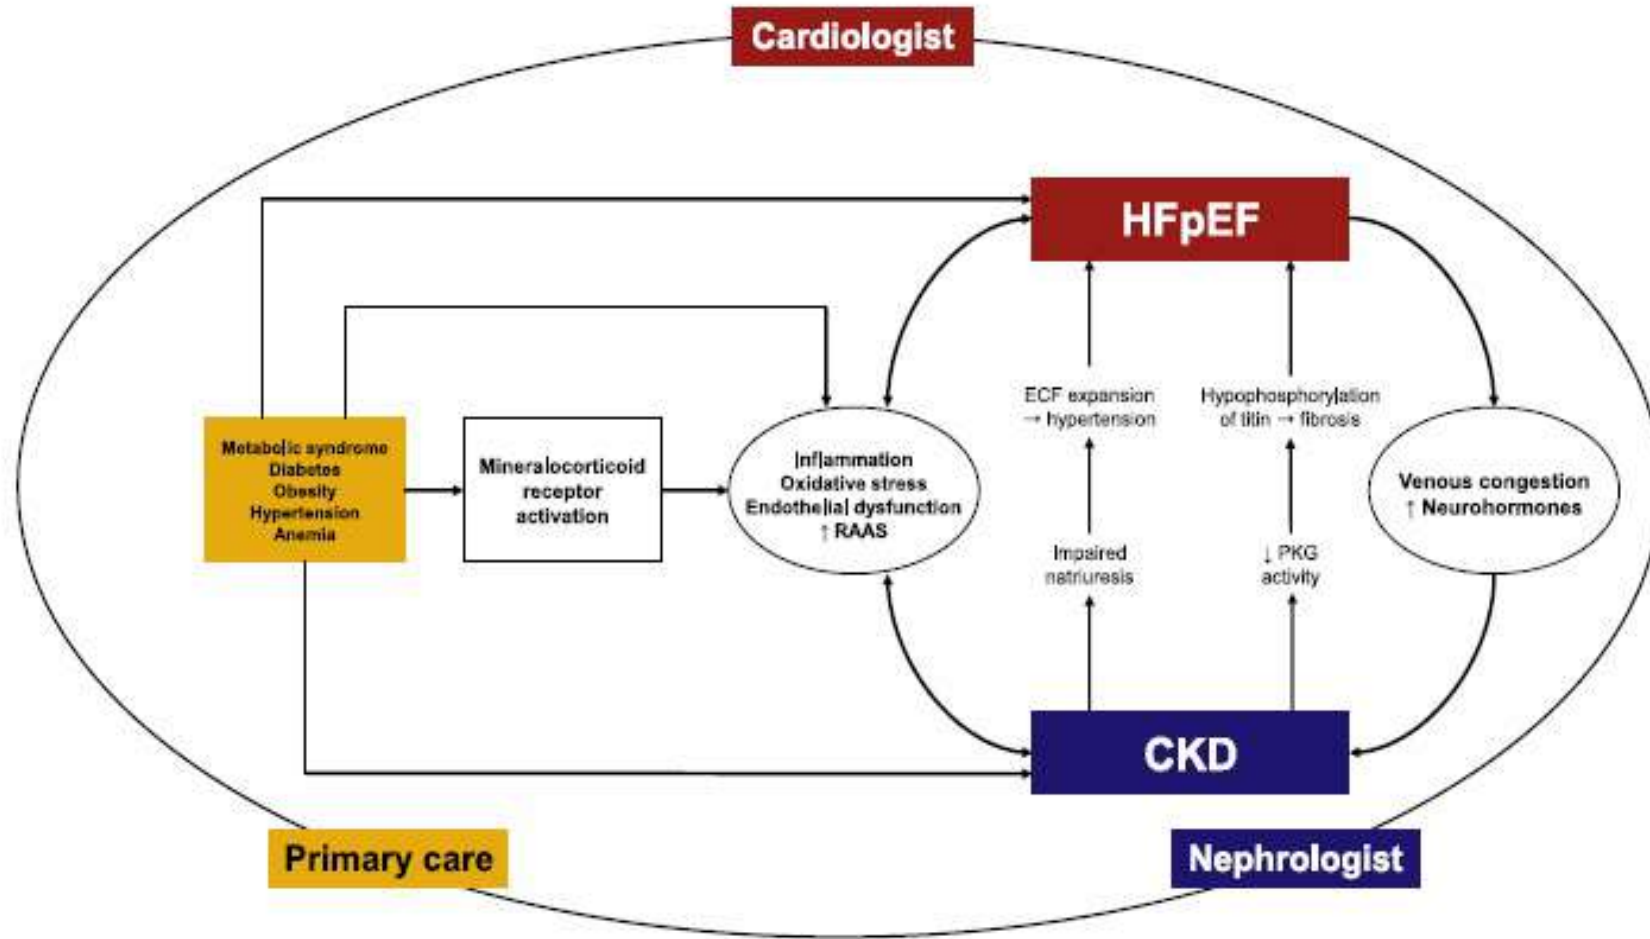 Cardiologist
HFpEF
ECF expansion
→ hypertension
Hypophosphorylation
of titin → fibrosis
Metabolic syndrome
Diabetes
Obesity
Hypertension
Anemia
Mineralocorticoid
receptor
activation
Inflammation
Oxidative stress
Endothelial dysfunction
↑ RAAS
Venous congestion
↑ Neurohormones
Impaired
natriuresis
↓ PKG
activity
CKD
Primary care
Nephrologist